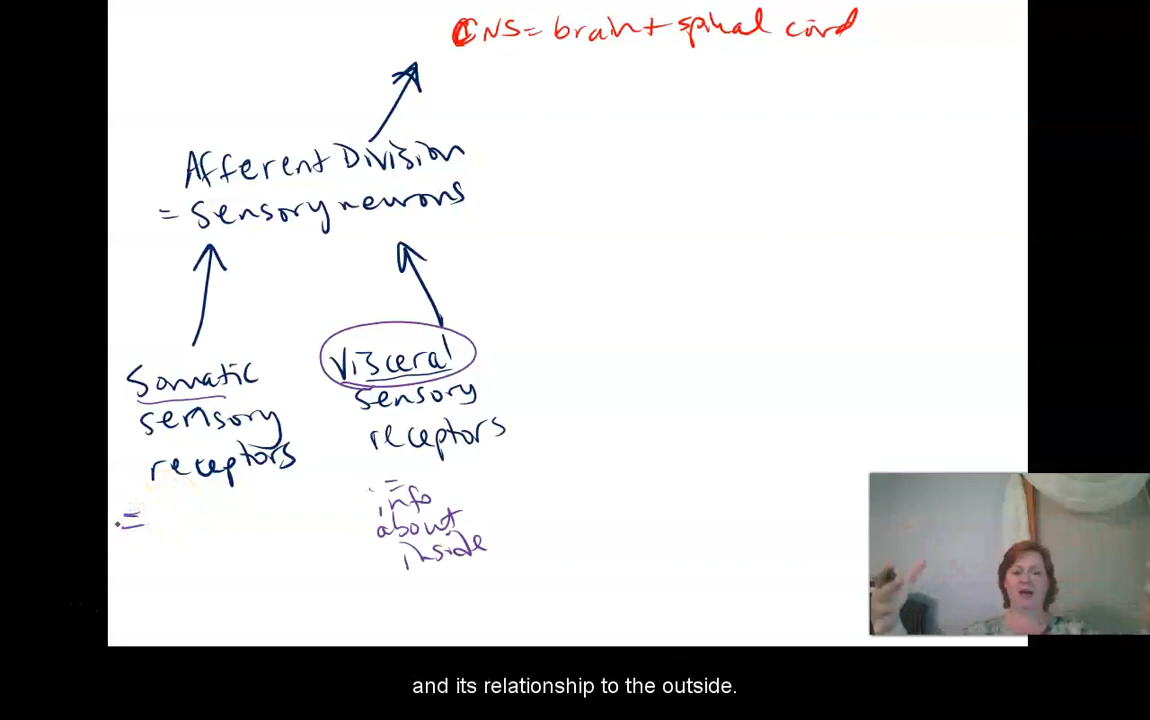 CNS = brain + spinal cord
Afferent Division
= sensory neurons
Somatic
sensory
receptors
=
Visceral
sensory
receptors
=
info
about
inside
and its relationship to the outside.